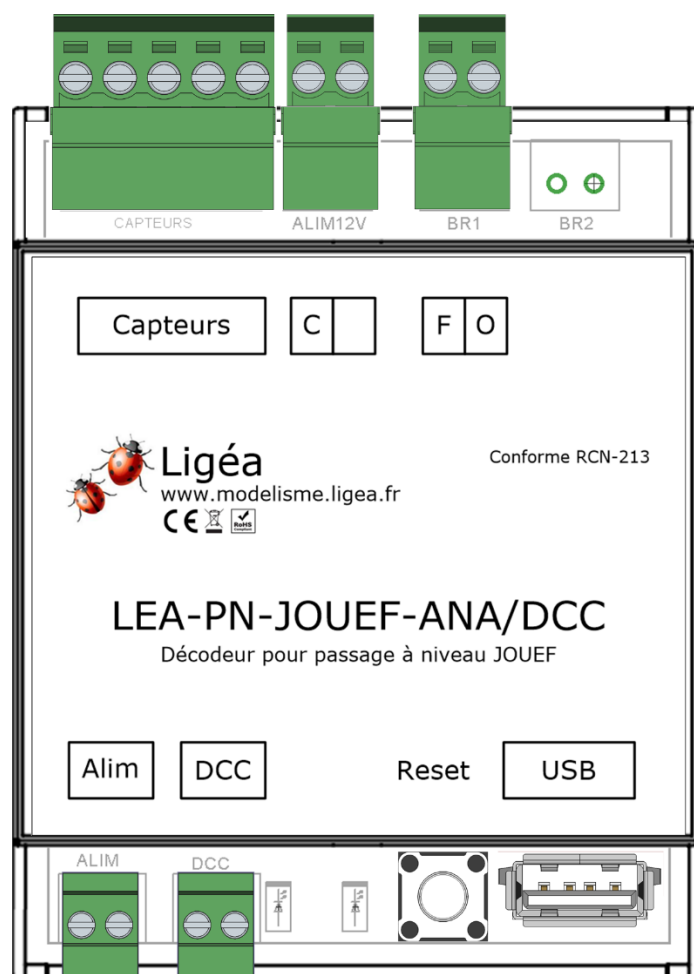 CAPTEURS ALIM12V BR1 BR2
Capteurs C F O
Ligéa
www.modelisme.ligea.fr
CE RoHS
Compliant
Conforme RCN-213
LEA-PN-JOUEF-ANA/DCC
Décodeur pour passage à niveau JOUEF
Alim DCC Reset USB
ALIM DCC